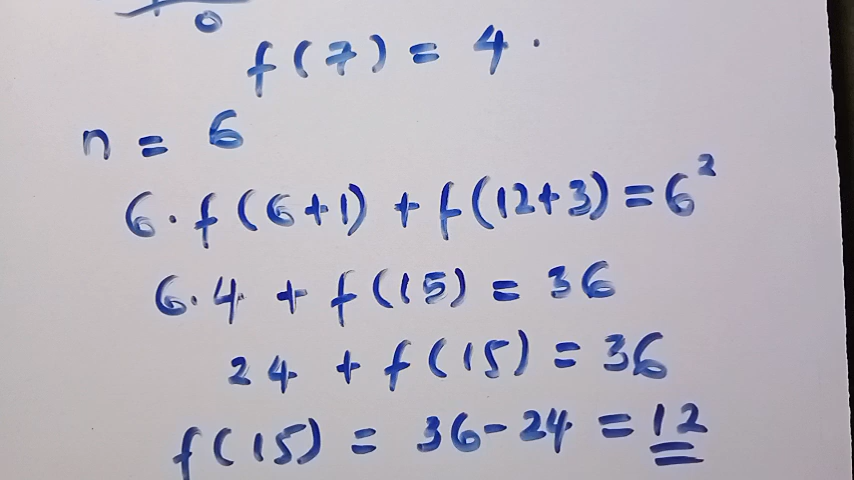 0
f(7) = 4.
n = 6
6.f(6+1) + f(12+3) = 6²
6.4 + f(15) = 36
24 + f(15) = 36
f(15) = 36-24 = 12